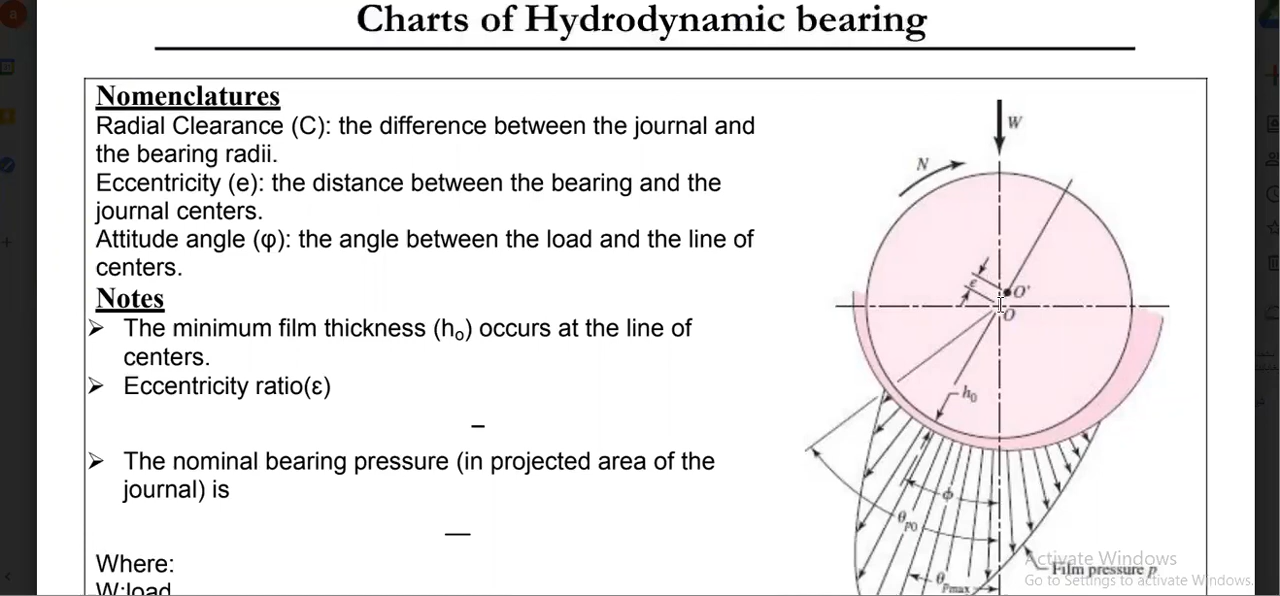 Charts of Hydrodynamic bearing
Nomenclatures
Radial Clearance (C): the difference between the journal and
the bearing radii.
Eccentricity (e): the distance between the bearing and the
journal centers.
Attitude angle (φ): the angle between the load and the line of
centers.
Notes
➢ The minimum film thickness (hₒ) occurs at the line of
centers.
➢ Eccentricity ratio(ε)
➢ The nominal bearing pressure (in projected area of the
journal) is
Where:
W:load
W
N
e
O'
O
h₀
ϕ
θp0
θpmax
Film pressure p
Activate Windows
Go to Settings to activate Windows.